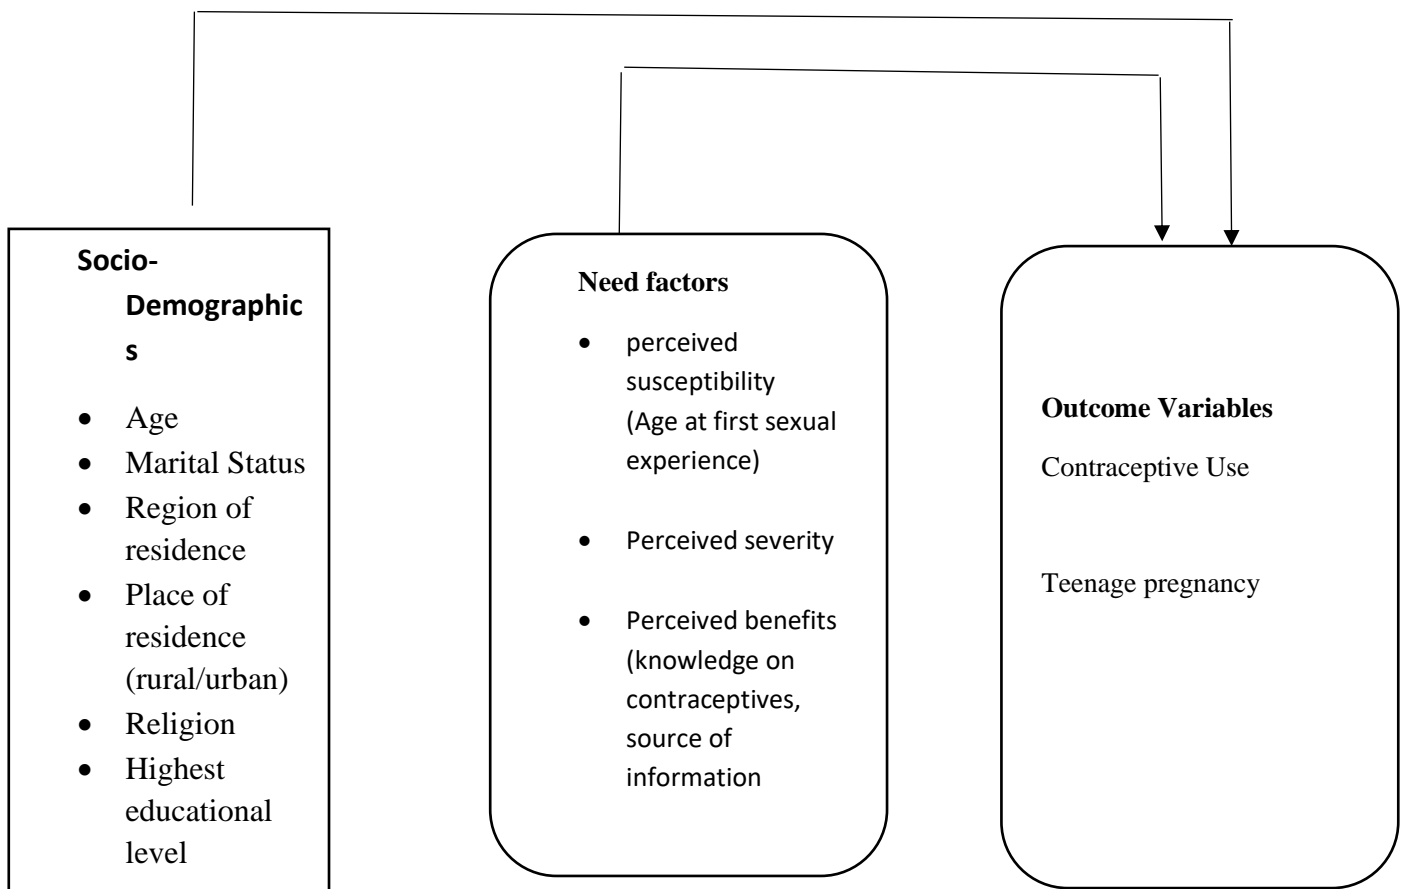 Socio-
Demographic
s
• Age
• Marital Status
• Region of
residence
• Place of
residence
(rural/urban)
• Religion
• Highest
educational
level
Need factors
• perceived
susceptibility
(Age at first sexual
experience)
• Perceived severity
• Perceived benefits
(knowledge on
contraceptives,
source of
information
Outcome Variables
Contraceptive Use
Teenage pregnancy